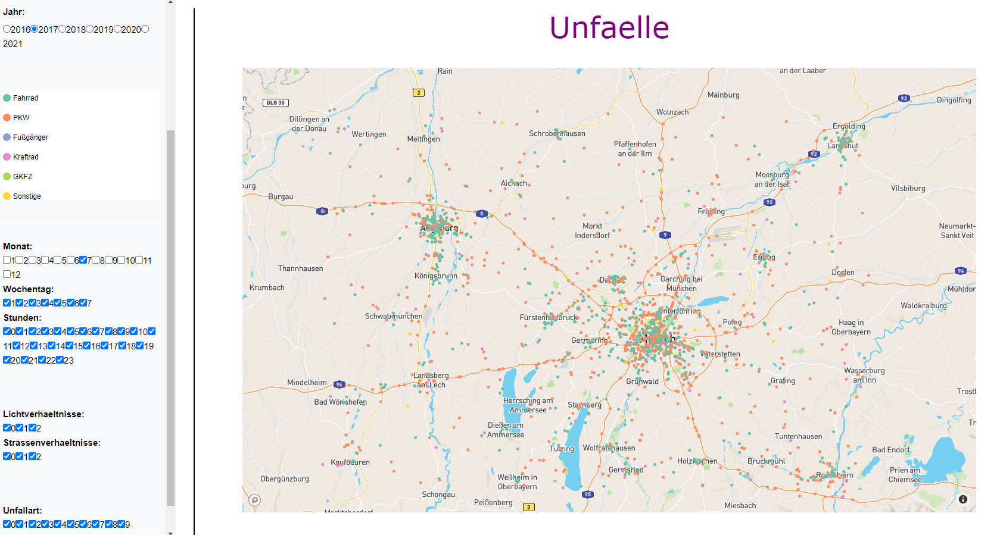 Jahr:
2016 2017 2018 2019 2020
2021
Fahrrad
PKW
Fußgänger
Kraftrad
GKFZ
Sonstige
Monat:
1 2 3 4 5 6 7 8 9 10 11
12
Wochentag:
1 2 3 4 5 6 7
Stunden:
0 1 2 3 4 5 6 7 8 9 10
11 12 13 14 15 16 17 18 19
20 21 22 23
Lichtverhaeltnisse:
0 1 2
Strassenverhaeltnisse:
0 1 2
Unfallart:
0 1 2 3 4 5 6 7 8 9
Unfaelle
Rain
an der Laaber
2
Mainburg
92
Dingolfing
DLG 35
Wolnzach
Dillingen an
der Donau
Wertingen
Meitingen
Schrobenhausen
Ergolding
Landshut
Pfaffenhofen
an der Ilm
92
Aichach
Moosburg
an der Isar
Vilsbiburg
Burgau
8
8
92
Freising
Augsburg
Markt
Indersdorf
9
Neumarkt-
Sankt Veit
Erding
Thannhausen
Königsbrunn
Dachau
Garching bei
München
Dorfen
94
Krumbach
Mühldor
Schwabmünchen
Fürstenfeldbruck
Unterföhring
Poing
Waldkraiburg
Haag in
Oberbayern
Germering
München
Vaterstetten
Mindelheim
96
Landsberg
am Lech
Grünwald
Grafing
Wasserburg
am Inn
Bad Wörishofen
Herrsching am
Ammersee
Starnberg
Trostb
Dießen am
Ammersee
Tutzing
Wolfratshausen
Tuntenhausen
Bad Endorf
Kaufbeuren
Geretsried
Holzkirchen
Bruckmühl
Rosenheim
Prien am
Chiemsee
Obergünzburg
Weilheim in
Oberbayern
Schongau
Peißenberg
95
2
Miesbach
Marktoberdorf